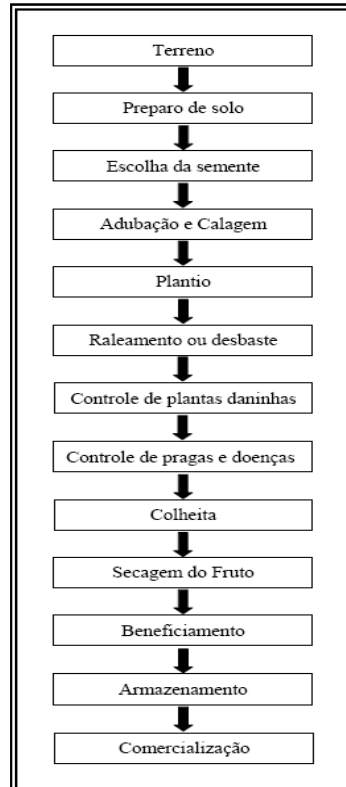 Terreno
Preparo de solo
Escolha da semente
Adubação e Calagem
Plantio
Raleamento ou desbaste
Controle de plantas daninhas
Controle de pragas e doenças
Colheita
Secagem do Fruto
Beneficiamento
Armazenamento
Comercialização